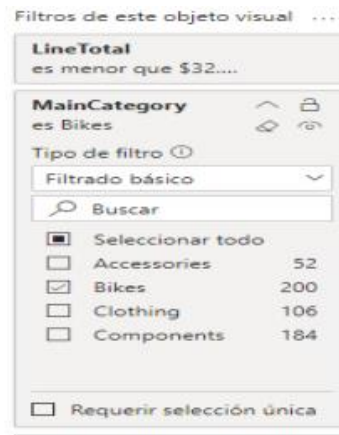 Filtros de este objeto visual ...
LineTotal
es menor que $32....
MainCategory
es Bikes
Tipo de filtro
Filtrado básico
Buscar
Seleccionar todo
Accessories 52
Bikes 200
Clothing 106
Components 184
Requerir selección única